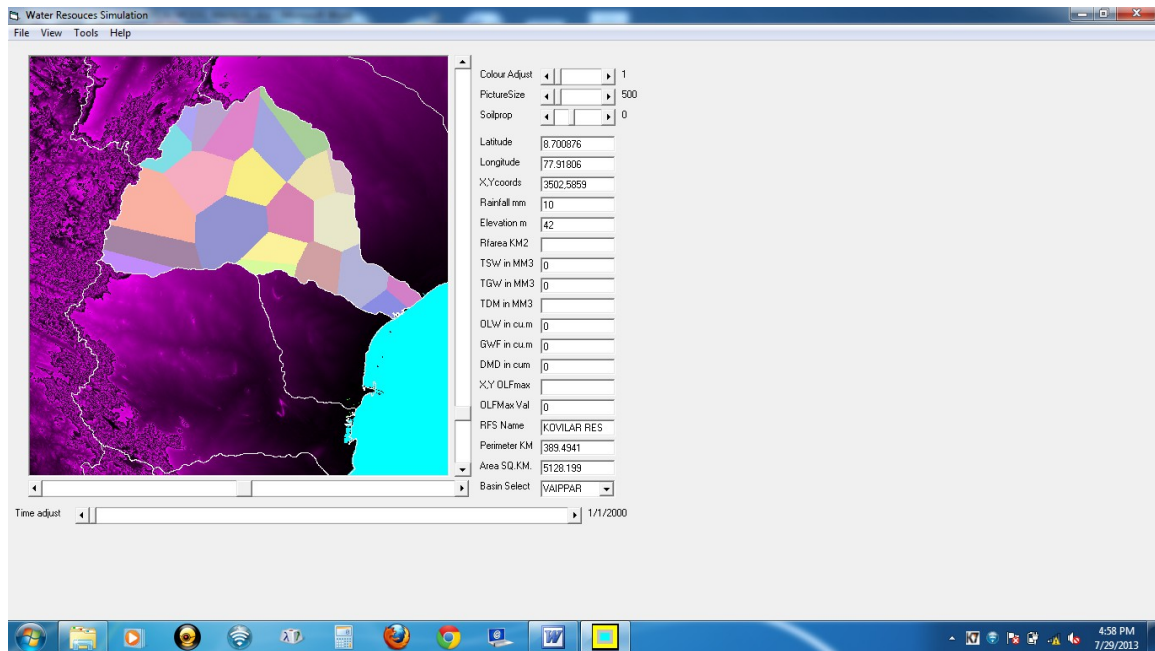 Water Resouces Simulation
File View Tools Help
Colour Adjust 1
PictureSize 500
Soilprop 0
Latitude 8.700876
Longitude 77.91806
X,Ycoords 3502,5859
Rainfall mm 10
Elevation m 42
Rfarea KM2
TSW in MM3 0
TGW in MM3 0
TDM in MM3
OLW in cu.m 0
GWF in cu.m 0
DMD in cum 0
X,Y OLFmax
OLFMax Val 0
RFS Name KOVILAR RES
Perimeter KM 389.4941
Area SQ.KM. 5128.199
Basin Select VAIPPAR
Time adjust 1/1/2000
4:58 PM
7/29/2013